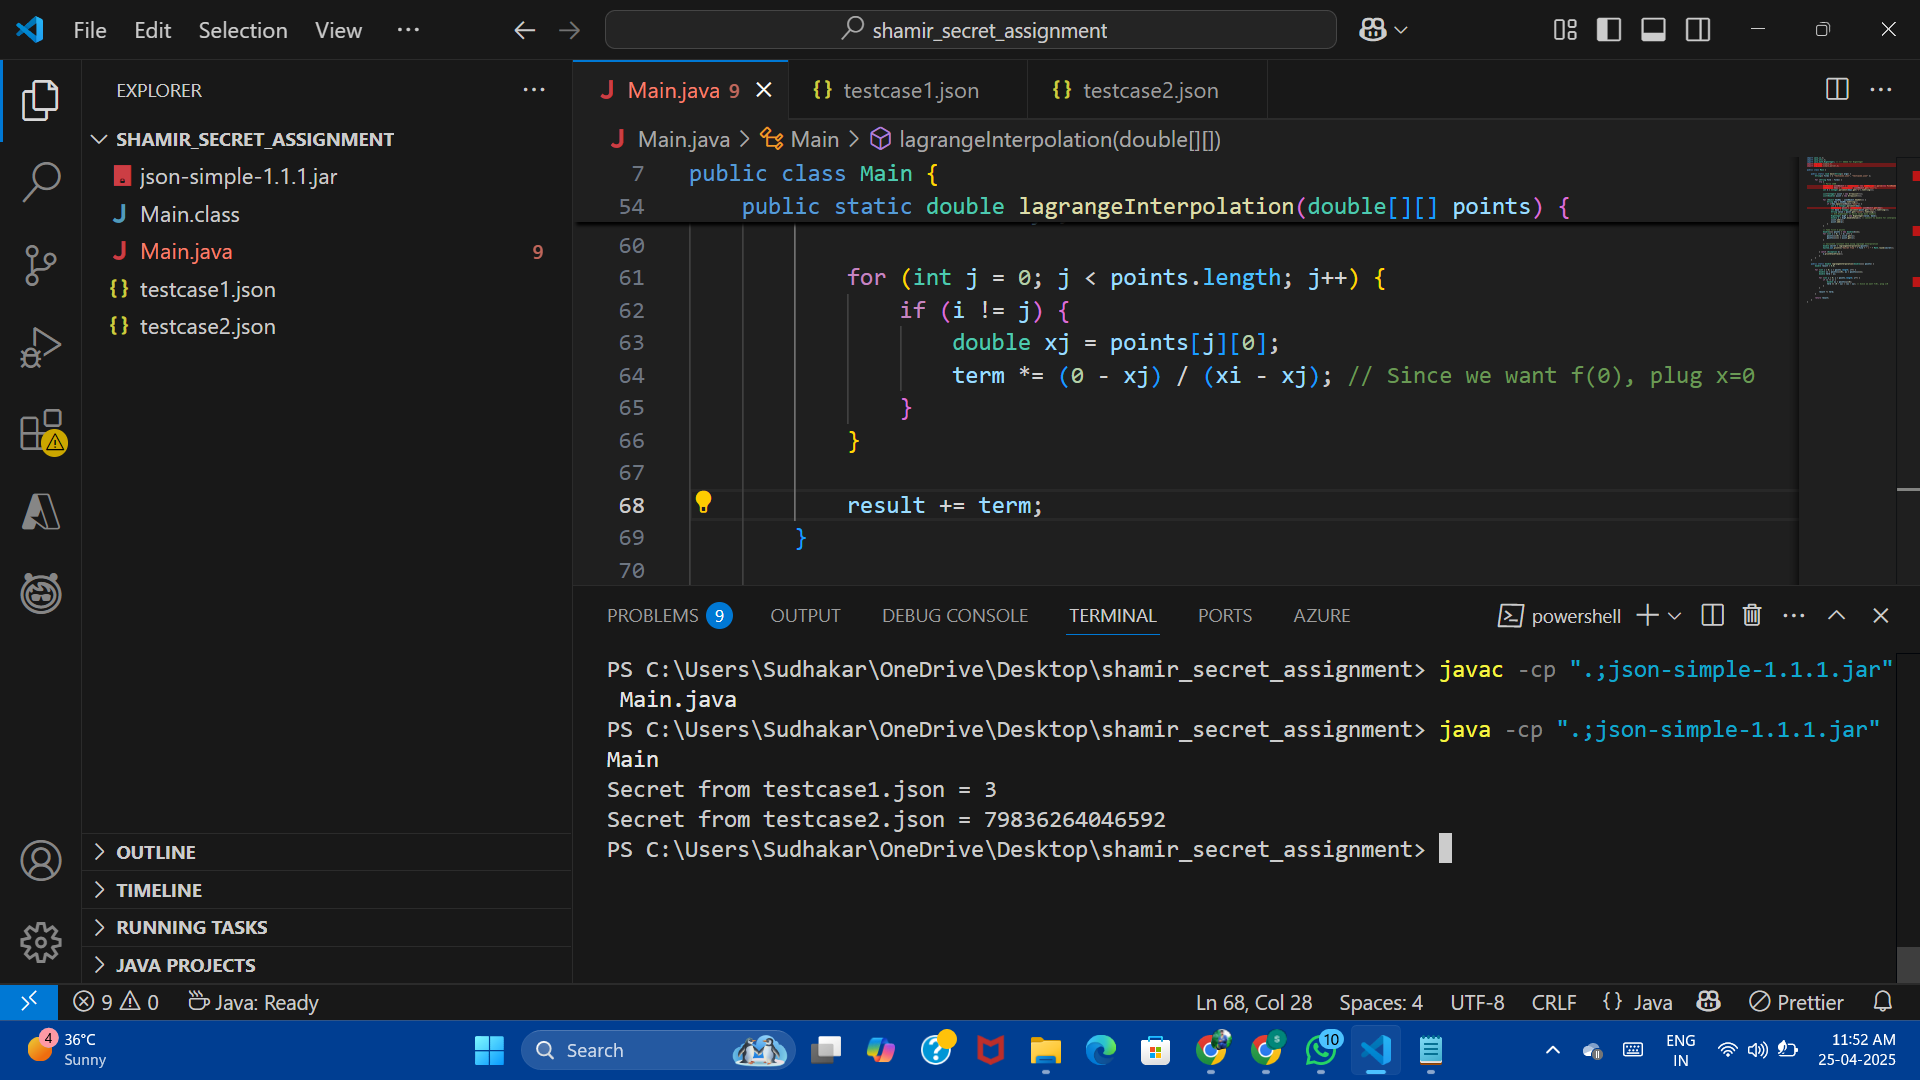 File Edit Selection View ···
shamir_secret_assignment
EXPLORER
SHAMIR_SECRET_ASSIGNMENT
json-simple-1.1.1.jar
J Main.class
J Main.java 9
{} testcase1.json
{} testcase2.json
OUTLINE
TIMELINE
RUNNING TASKS
JAVA PROJECTS
J Main.java 9
{} testcase1.json
{} testcase2.json
J Main.java > Main > lagrangeInterpolation(double[][])
7 public class Main {
54 public static double lagrangeInterpolation(double[][] points) {
60
61 for (int j = 0; j < points.length; j++) {
62 if (i != j) {
63 double xj = points[j][0];
64 term *= (0 - xj) / (xi - xj); // Since we want f(0), plug x=0
65 }
66 }
67
68 result += term;
69 }
70
PROBLEMS 9 OUTPUT DEBUG CONSOLE TERMINAL PORTS AZURE
powershell
PS C:\Users\Sudhakar\OneDrive\Desktop\shamir_secret_assignment> javac -cp ".;json-simple-1.1.1.jar"
Main.java
PS C:\Users\Sudhakar\OneDrive\Desktop\shamir_secret_assignment> java -cp ".;json-simple-1.1.1.jar"
Main
Secret from testcase1.json = 3
Secret from testcase2.json = 79836264046592
PS C:\Users\Sudhakar\OneDrive\Desktop\shamir_secret_assignment>
9 0 Java: Ready
Ln 68, Col 28 Spaces: 4 UTF-8 CRLF {} Java Prettier
4 36°C
Sunny
Search
10
ENG
IN
11:52 AM
25-04-2025